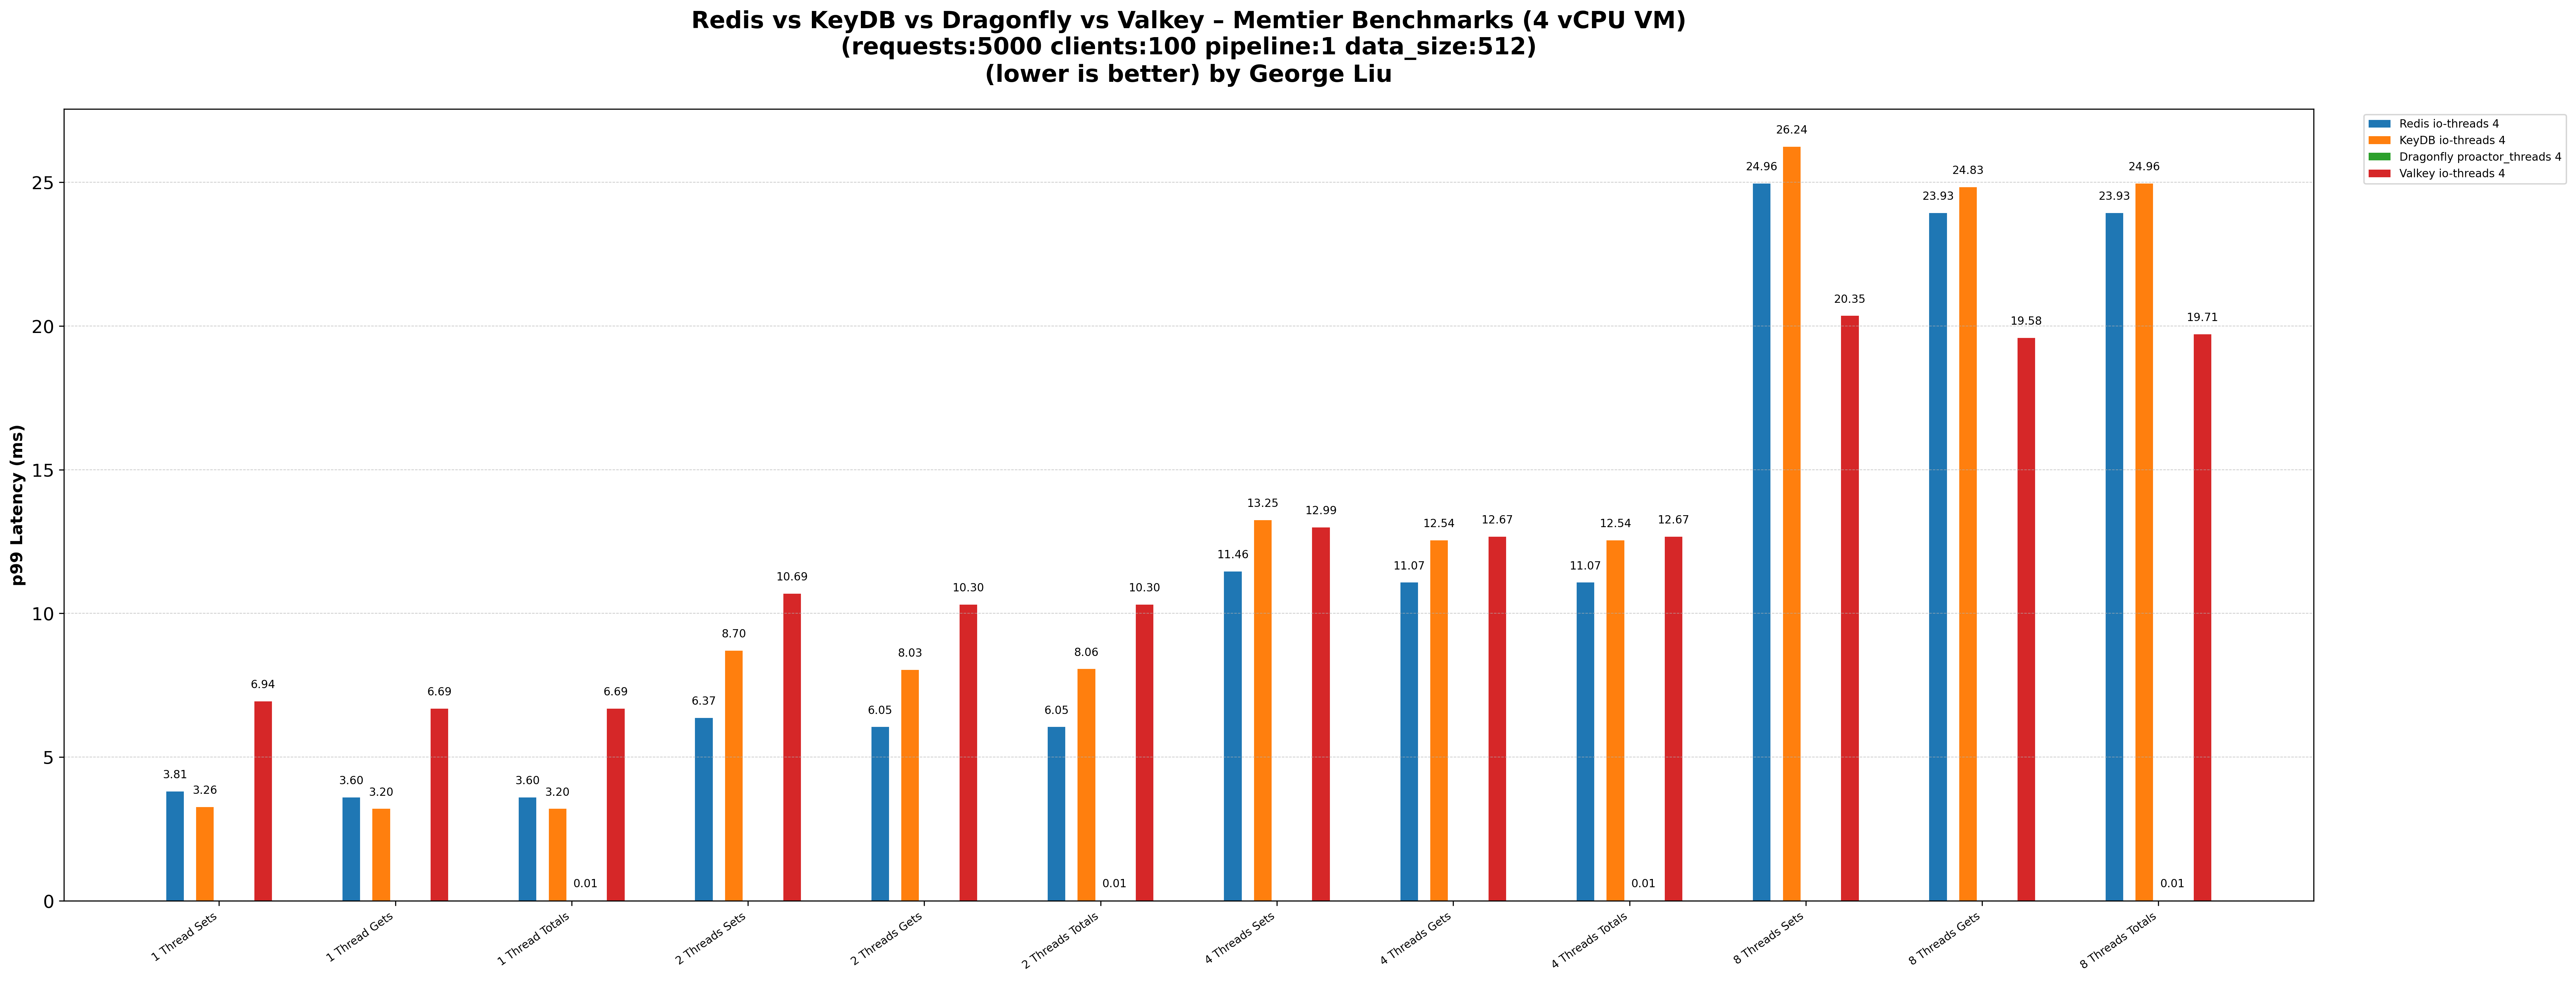 Redis vs KeyDB vs Dragonfly vs Valkey – Memtier Benchmarks (4 vCPU VM)
(requests:5000 clients:100 pipeline:1 data_size:512)
(lower is better) by George Liu
Redis io-threads 4
KeyDB io-threads 4
Dragonfly proactor_threads 4
Valkey io-threads 4
p99 Latency (ms)
25
20
15
10
5
0
3.81
3.26
6.94
3.60
3.20
6.69
3.60
3.20
0.01
6.69
6.37
8.70
10.69
6.05
8.03
10.30
6.05
8.06
0.01
10.30
11.46
13.25
12.99
11.07
12.54
12.67
11.07
12.54
0.01
12.67
24.96
26.24
20.35
23.93
24.83
19.58
23.93
24.96
0.01
19.71
1 Thread Sets
1 Thread Gets
1 Thread Totals
2 Threads Sets
2 Threads Gets
2 Threads Totals
4 Threads Sets
4 Threads Gets
4 Threads Totals
8 Threads Sets
8 Threads Gets
8 Threads Totals